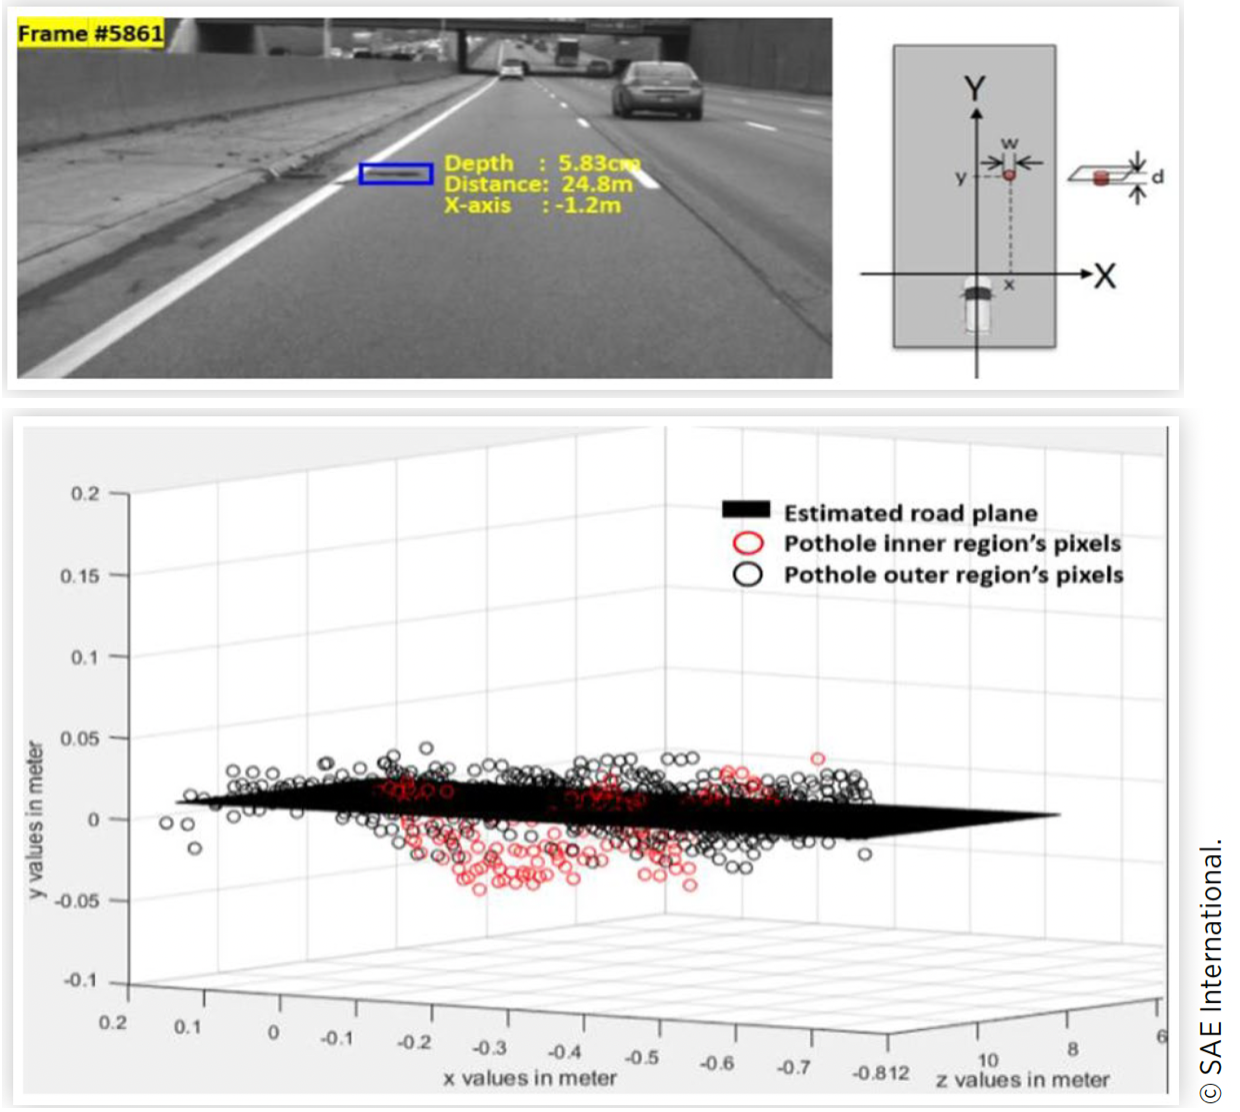 Frame #5861
Depth : 5.83cm
Distance: 24.8m
X-axis : -1.2m
Y
w
y
d
x
X
Estimated road plane
Pothole inner region's pixels
Pothole outer region's pixels
0.2
0.15
0.1
0.05
0
-0.05
-0.1
y values in meter
0.2
0.1
0
-0.1
-0.2
-0.3
-0.4
-0.5
-0.6
-0.7
-0.812
10
8
6
x values in meter
z values in meter
© SAE International.